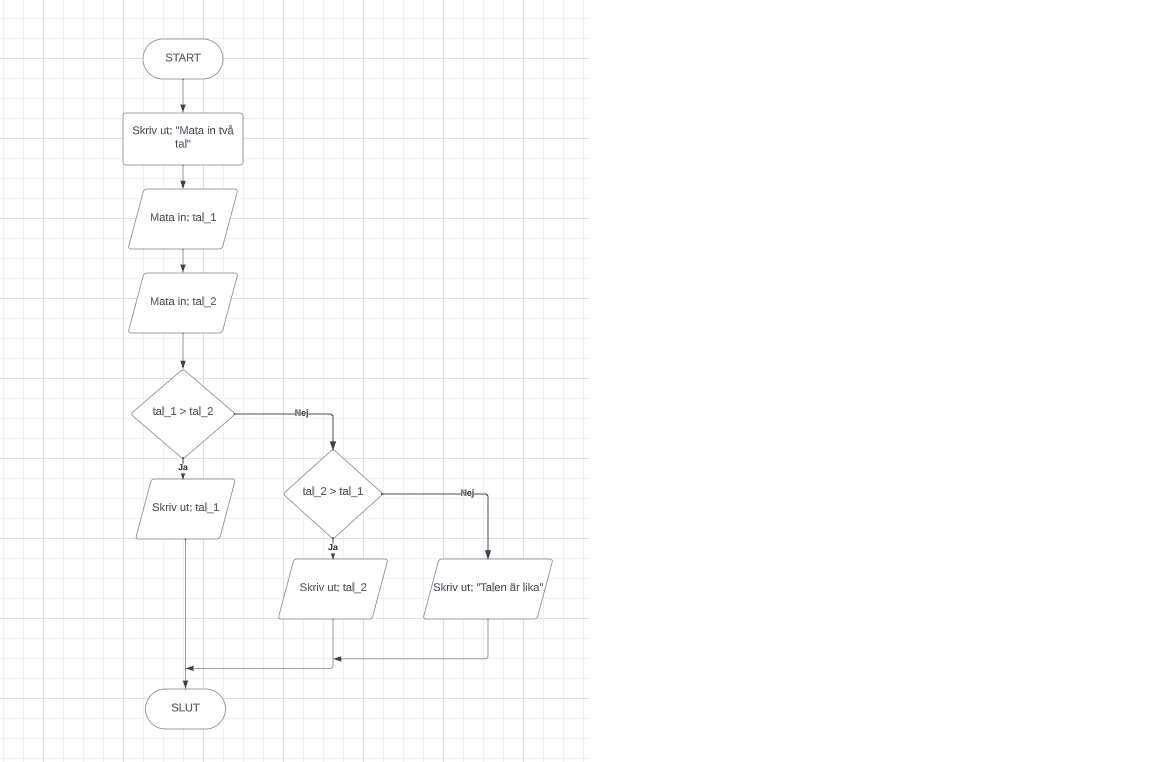 START
Skriv ut; "Mata in två
tal"
Mata in; tal_1
Mata in; tal_2
tal_1 > tal_2
Nej
Ja
tal_2 > tal_1
Nej
Skriv ut; tal_1
Ja
Skriv ut; tal_2
Skriv ut; "Talen är lika"
SLUT